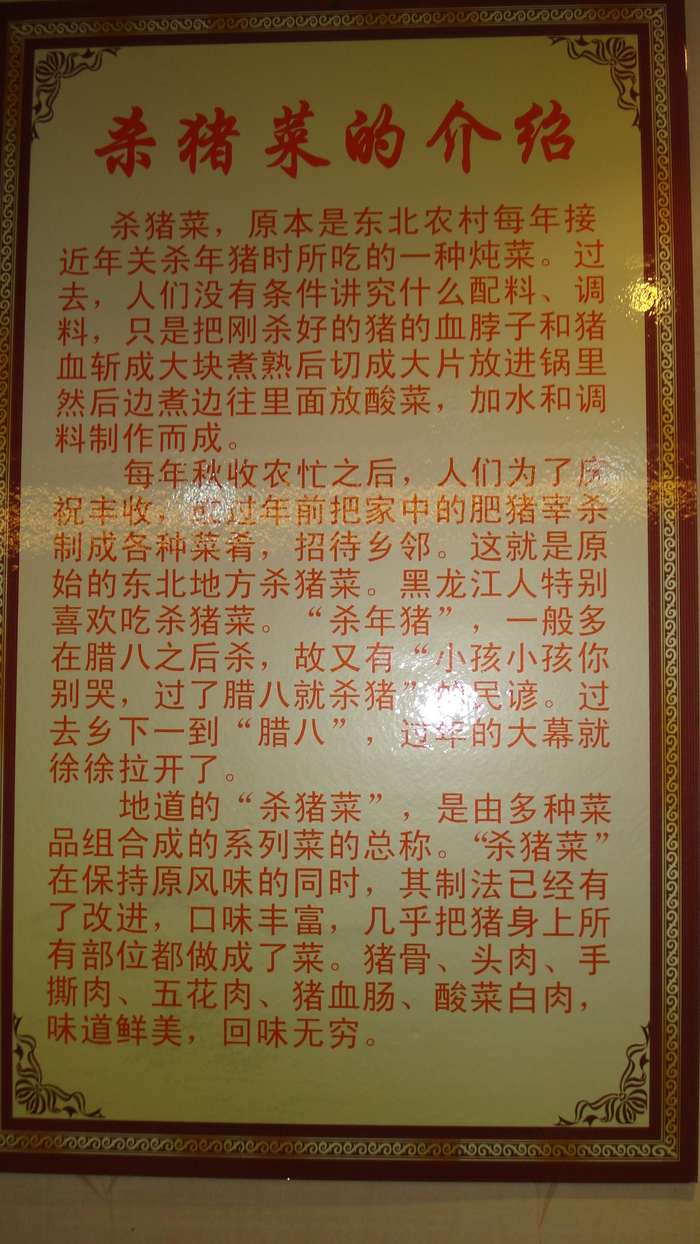 杀猪菜的介绍
杀猪菜，原本是东北农村每年接
近年关杀年猪时所吃的一种炖菜。过
去，人们没有条件讲究什么配料、调
料，只是把刚杀好的猪的血脖子和猪
血斩成大块煮熟后切成大片放进锅里
然后边煮边往里面放酸菜，加水和调
料制作而成。
每年秋收农忙之后，人们为了庆
祝丰收，或过年前把家中的肥猪宰杀
制成各种菜肴，招待乡邻。这就是原
始的东北地方杀猪菜。黑龙江人特别
喜欢吃杀猪菜。“杀年猪”，一般多
在腊八之后杀，故又有“小孩小孩你
别哭，过了腊八就杀猪”的民谚。过
去乡下一到“腊八”，过年的大幕就
徐徐拉开了。
地道的“杀猪菜”，是由多种菜
品组合成的系列菜的总称。“杀猪菜”
在保持原风味的同时，其制法已经有
了改进，口味丰富，几乎把猪身上所
有部位都做成了菜。猪骨、头肉、手
撕肉、五花肉、猪血肠、酸菜白肉，
味道鲜美，回味无穷。